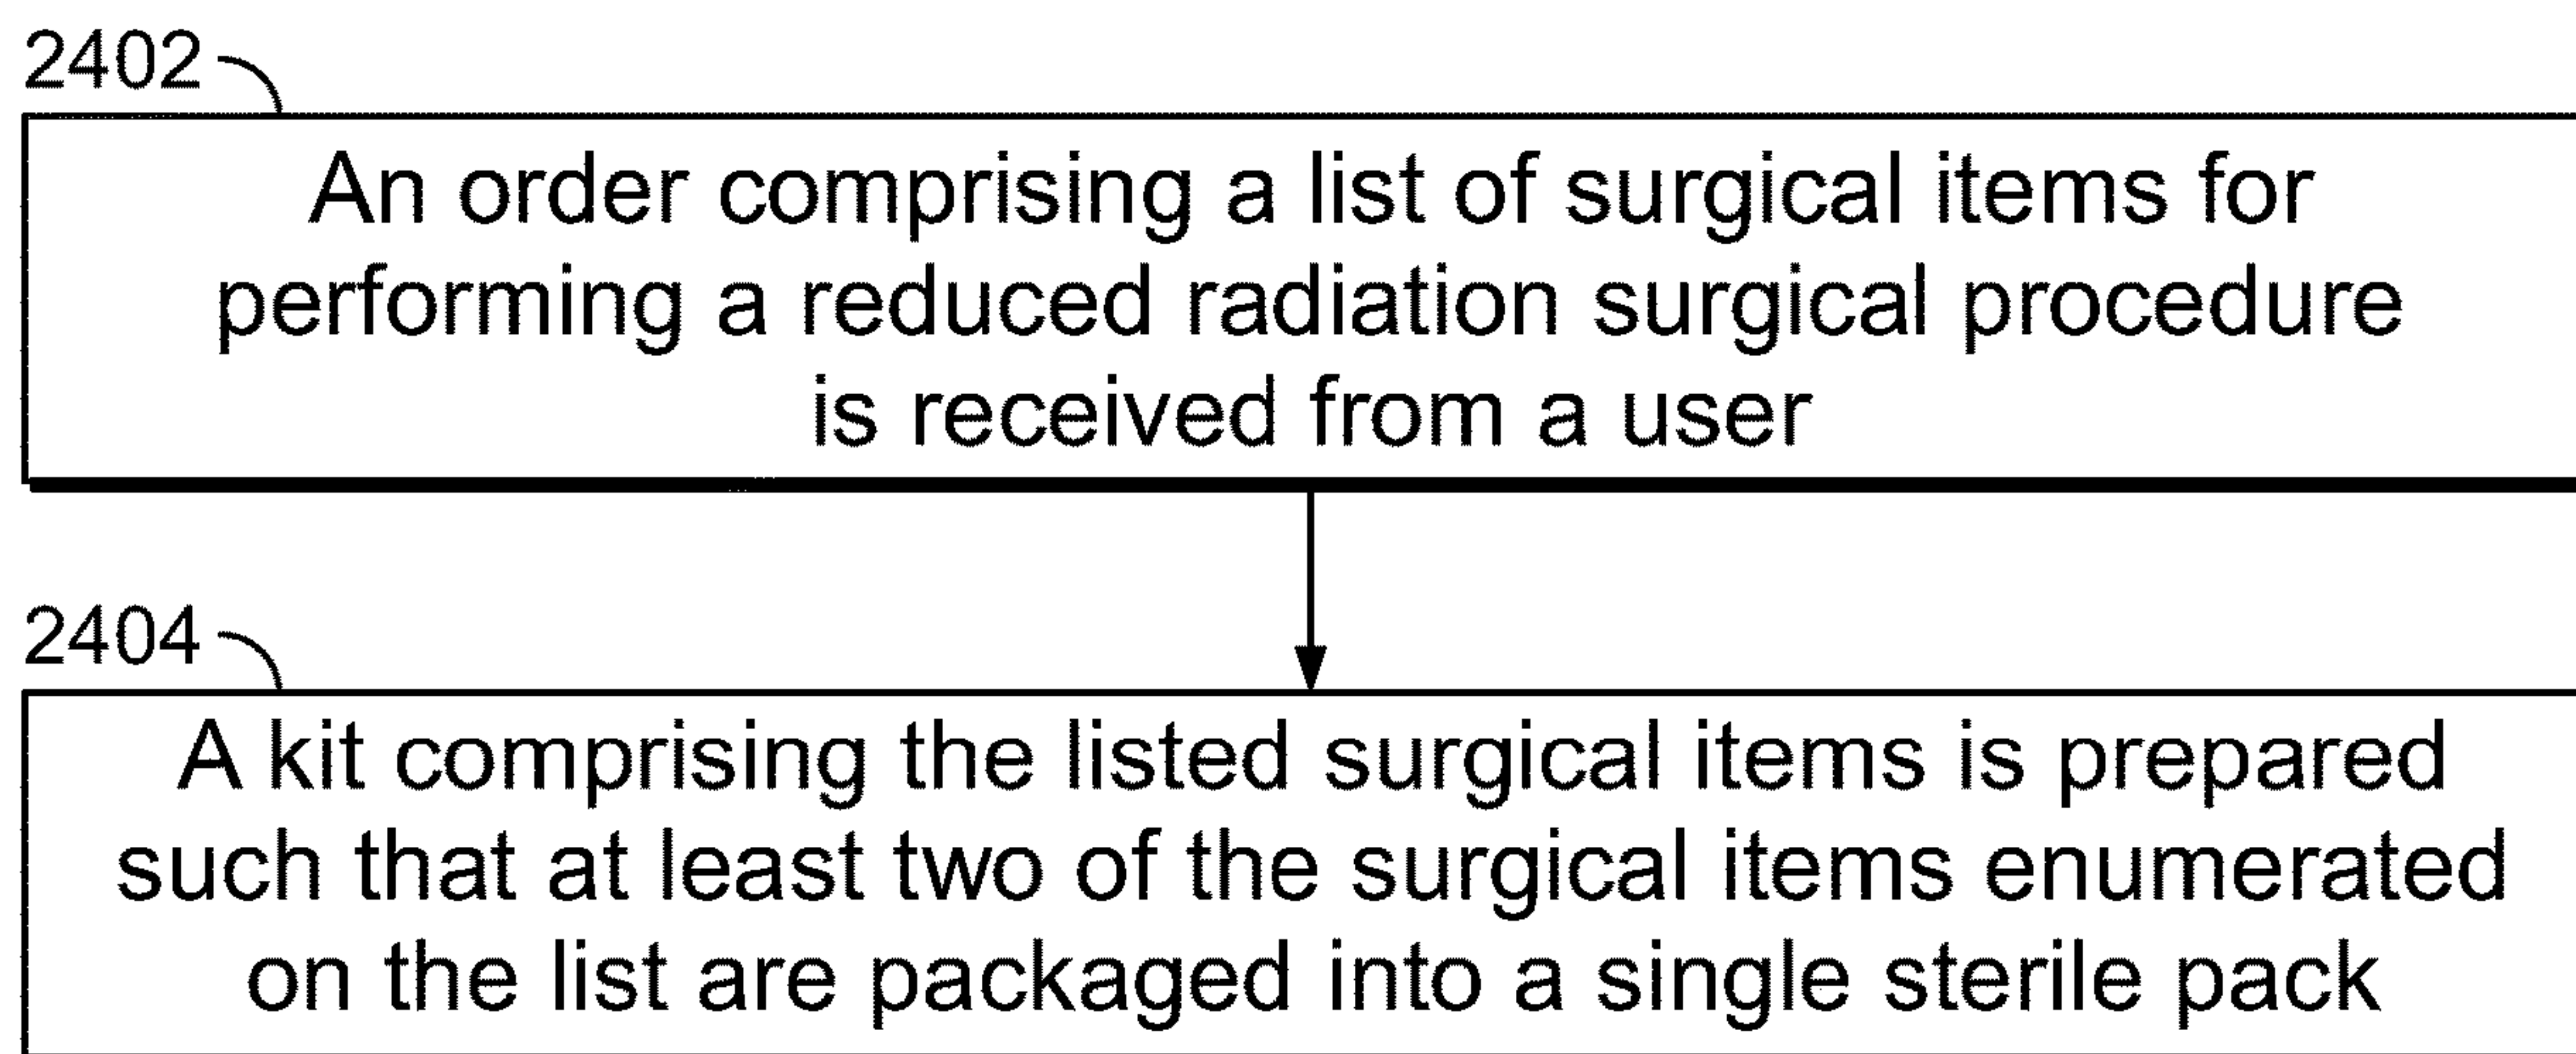 2402
An order comprising a list of surgical items for
performing a reduced radiation surgical procedure
is received from a user
2404
A kit comprising the listed surgical items is prepared
such that at least two of the surgical items enumerated
on the list are packaged into a single sterile pack